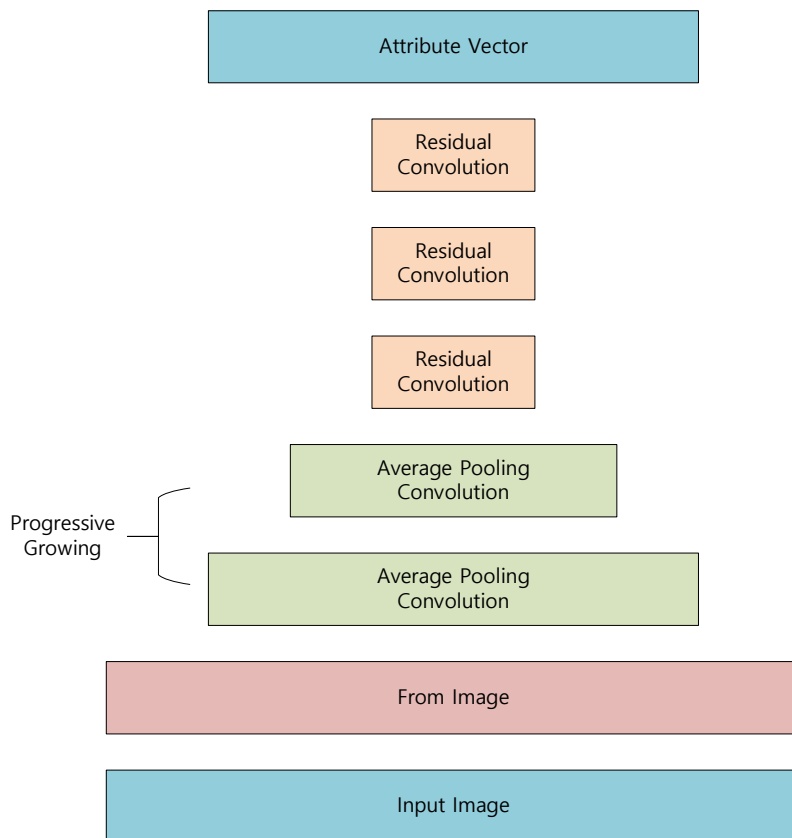 Attribute Vector
Residual
Convolution
Residual
Convolution
Residual
Convolution
Average Pooling
Convolution
Progressive
Growing
Average Pooling
Convolution
From Image
Input Image